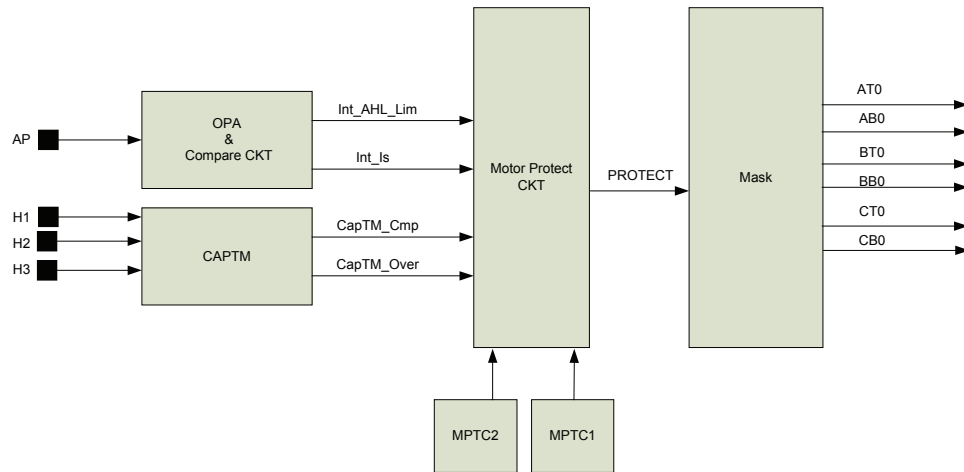 AP
OPA
&
Compare CKT
Int_AHL_Lim
Int_Is
H1
H2
H3
CAPTM
CapTM_Cmp
CapTM_Over
Motor Protect
CKT
PROTECT
Mask
AT0
AB0
BT0
BB0
CT0
CB0
MPTC2
MPTC1